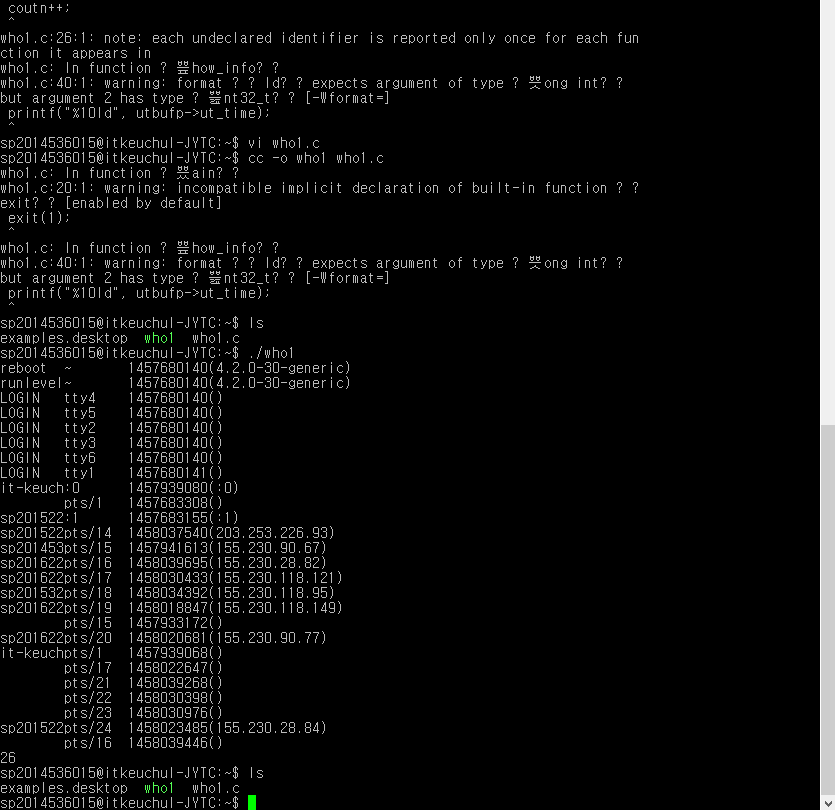 coutn++;
^
who1.c:26:1: note: each undeclared identifier is reported only once for each fun
ction it appears in
who1.c: In function ? 쁲how_info? ?
who1.c:40:1: warning: format ? ? ld? ? expects argument of type ? 쁫ong int? ?
but argument 2 has type ? 쁦nt32_t? ? [-Wformat=]
printf("%10ld", utbufp->ut_time);
^
sp2014536015@itkeuchul-JYTC:~$ vi who1.c
sp2014536015@itkeuchul-JYTC:~$ cc -o who1 who1.c
who1.c: In function ? 쁬ain? ?
who1.c:20:1: warning: incompatible implicit declaration of built-in function ? ?
exit? ? [enabled by default]
exit(1);
^
who1.c: In function ? 쁲how_info? ?
who1.c:40:1: warning: format ? ? ld? ? expects argument of type ? 쁫ong int? ?
but argument 2 has type ? 쁦nt32_t? ? [-Wformat=]
printf("%10ld", utbufp->ut_time);
^
sp2014536015@itkeuchul-JYTC:~$ ls
examples.desktop who1 who1.c
sp2014536015@itkeuchul-JYTC:~$ ./who1
reboot ~ 1457680140(4.2.0-30-generic)
runlevel~ 1457680140(4.2.0-30-generic)
LOGIN tty4 1457680140()
LOGIN tty5 1457680140()
LOGIN tty2 1457680140()
LOGIN tty3 1457680140()
LOGIN tty6 1457680140()
LOGIN tty1 1457680141()
it-keuch:0 1457939080(:0)
pts/1 1457683308()
sp201522:1 1457683155(:1)
sp201522pts/14 1458037540(203.253.226.93)
sp201453pts/15 1457941613(155.230.90.67)
sp201622pts/16 1458039695(155.230.28.82)
sp201622pts/17 1458030433(155.230.118.121)
sp201532pts/18 1458034392(155.230.118.95)
sp201622pts/19 1458018847(155.230.118.149)
pts/15 1457933172()
sp201622pts/20 1458020681(155.230.90.77)
it-keuchpts/1 1457939068()
pts/17 1458022647()
pts/21 1458039268()
pts/22 1458030398()
pts/23 1458030976()
sp201522pts/24 1458023485(155.230.28.84)
pts/16 1458039446()
26
sp2014536015@itkeuchul-JYTC:~$ ls
examples.desktop who1 who1.c
sp2014536015@itkeuchul-JYTC:~$